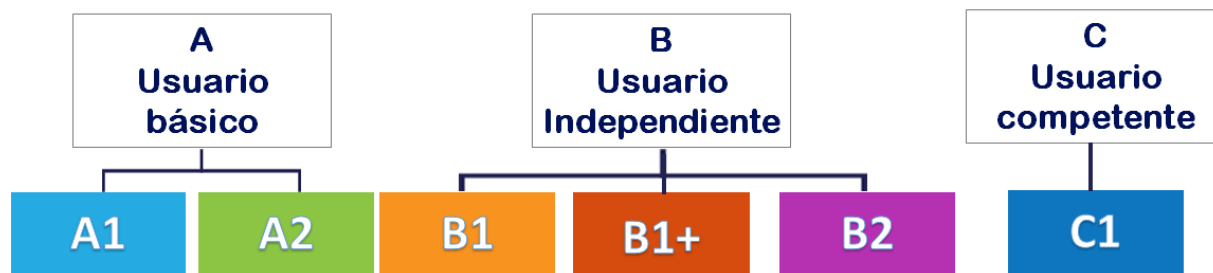 A
Usuario
básico
B
Usuario
Independiente
C
Usuario
competente
A1
A2
B1
B1+
B2
C1